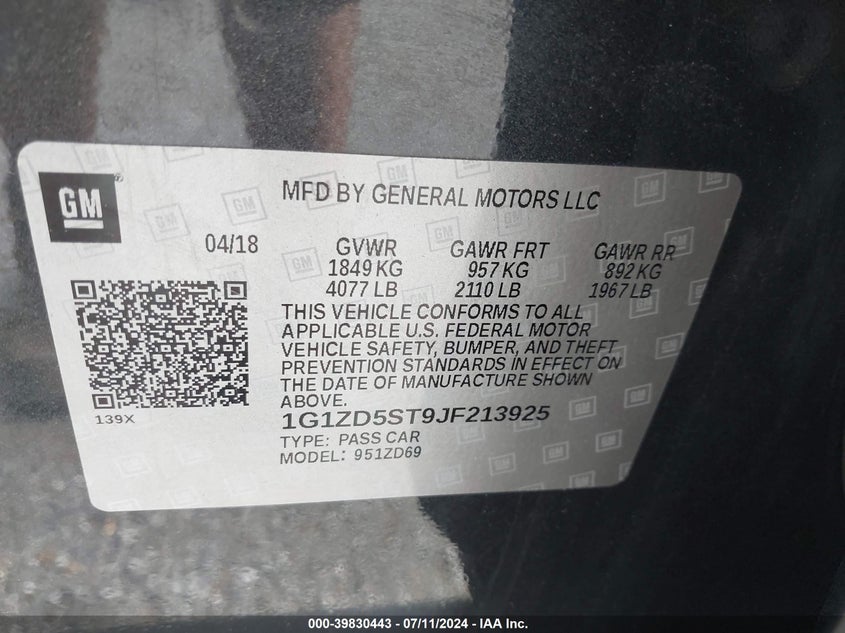 GM
MFD BY GENERAL MOTORS LLC
04/18
GVWR GAWR FRT GAWR RR
1849 KG 957 KG 892 KG
4077 LB 2110 LB 1967 LB
THIS VEHICLE CONFORMS TO ALL
APPLICABLE U.S. FEDERAL MOTOR
VEHICLE SAFETY, BUMPER, AND THEFT
PREVENTION STANDARDS IN EFFECT ON
THE DATE OF MANUFACTURE SHOWN
ABOVE.
139X
1G1ZD5ST9JF213925
TYPE: PASS CAR
MODEL: 951ZD69
000-39830443 - 07/11/2024 - IAA Inc.